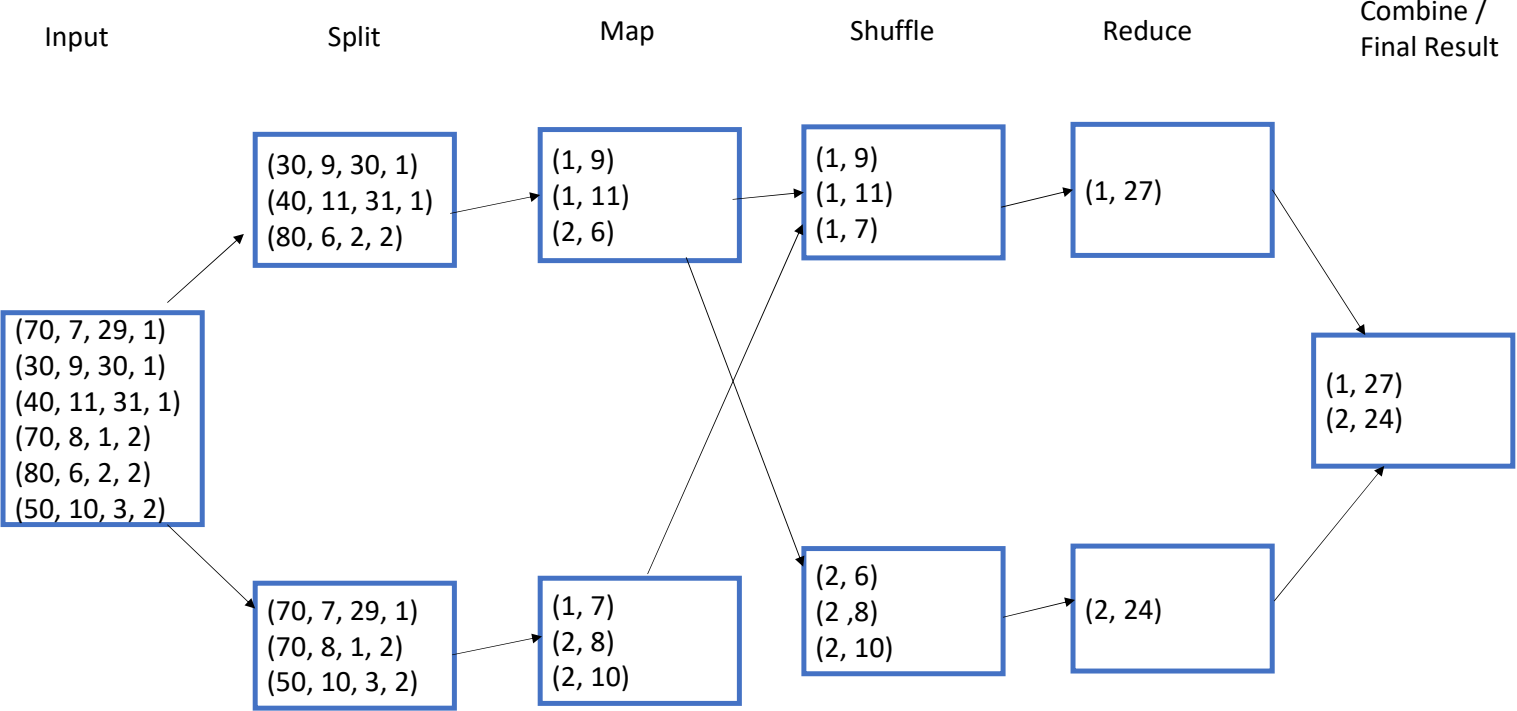 Input
Split
Map
Shuffle
Reduce
Combine /
Final Result
(70, 7, 29, 1)
(30, 9, 30, 1)
(40, 11, 31, 1)
(70, 8, 1, 2)
(80, 6, 2, 2)
(50, 10, 3, 2)
(30, 9, 30, 1)
(40, 11, 31, 1)
(80, 6, 2, 2)
(70, 7, 29, 1)
(70, 8, 1, 2)
(50, 10, 3, 2)
(1, 9)
(1, 11)
(2, 6)
(1, 7)
(2, 8)
(2, 10)
(1, 9)
(1, 11)
(1, 7)
(2, 6)
(2 ,8)
(2, 10)
(1, 27)
(2, 24)
(1, 27)
(2, 24)